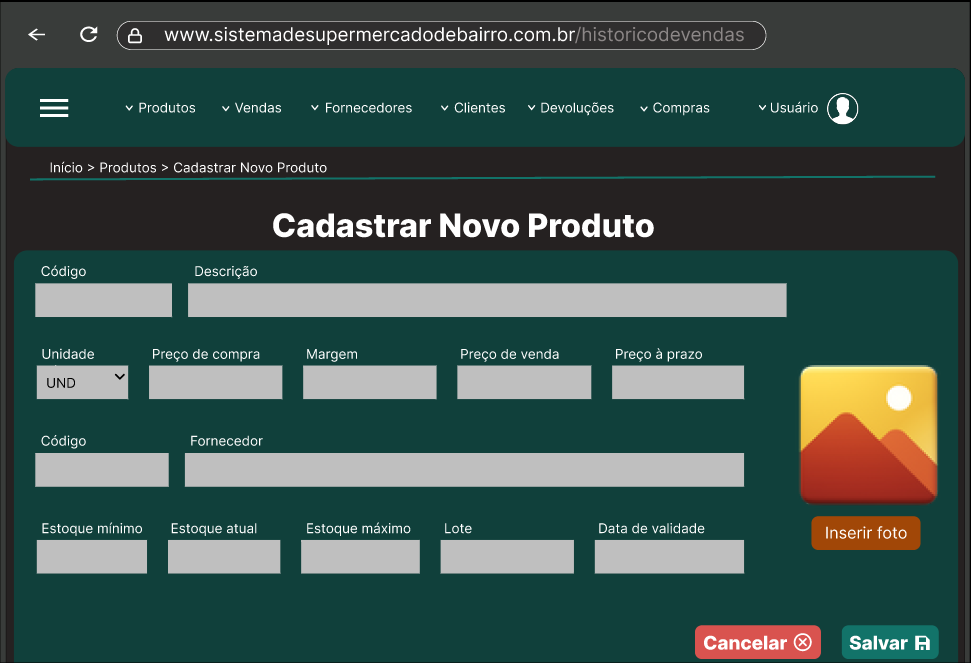 www.sistemadesupermercadodebairro.com.br/historicodevendas
Produtos Vendas Fornecedores Clientes Devoluções Compras Usuário
Início > Produtos > Cadastrar Novo Produto
Cadastrar Novo Produto
Código Descrição
Unidade Preço de compra Margem Preço de venda Preço à prazo
UND
Código Fornecedor
Estoque mínimo Estoque atual Estoque máximo Lote Data de validade
Inserir foto
Cancelar Salvar